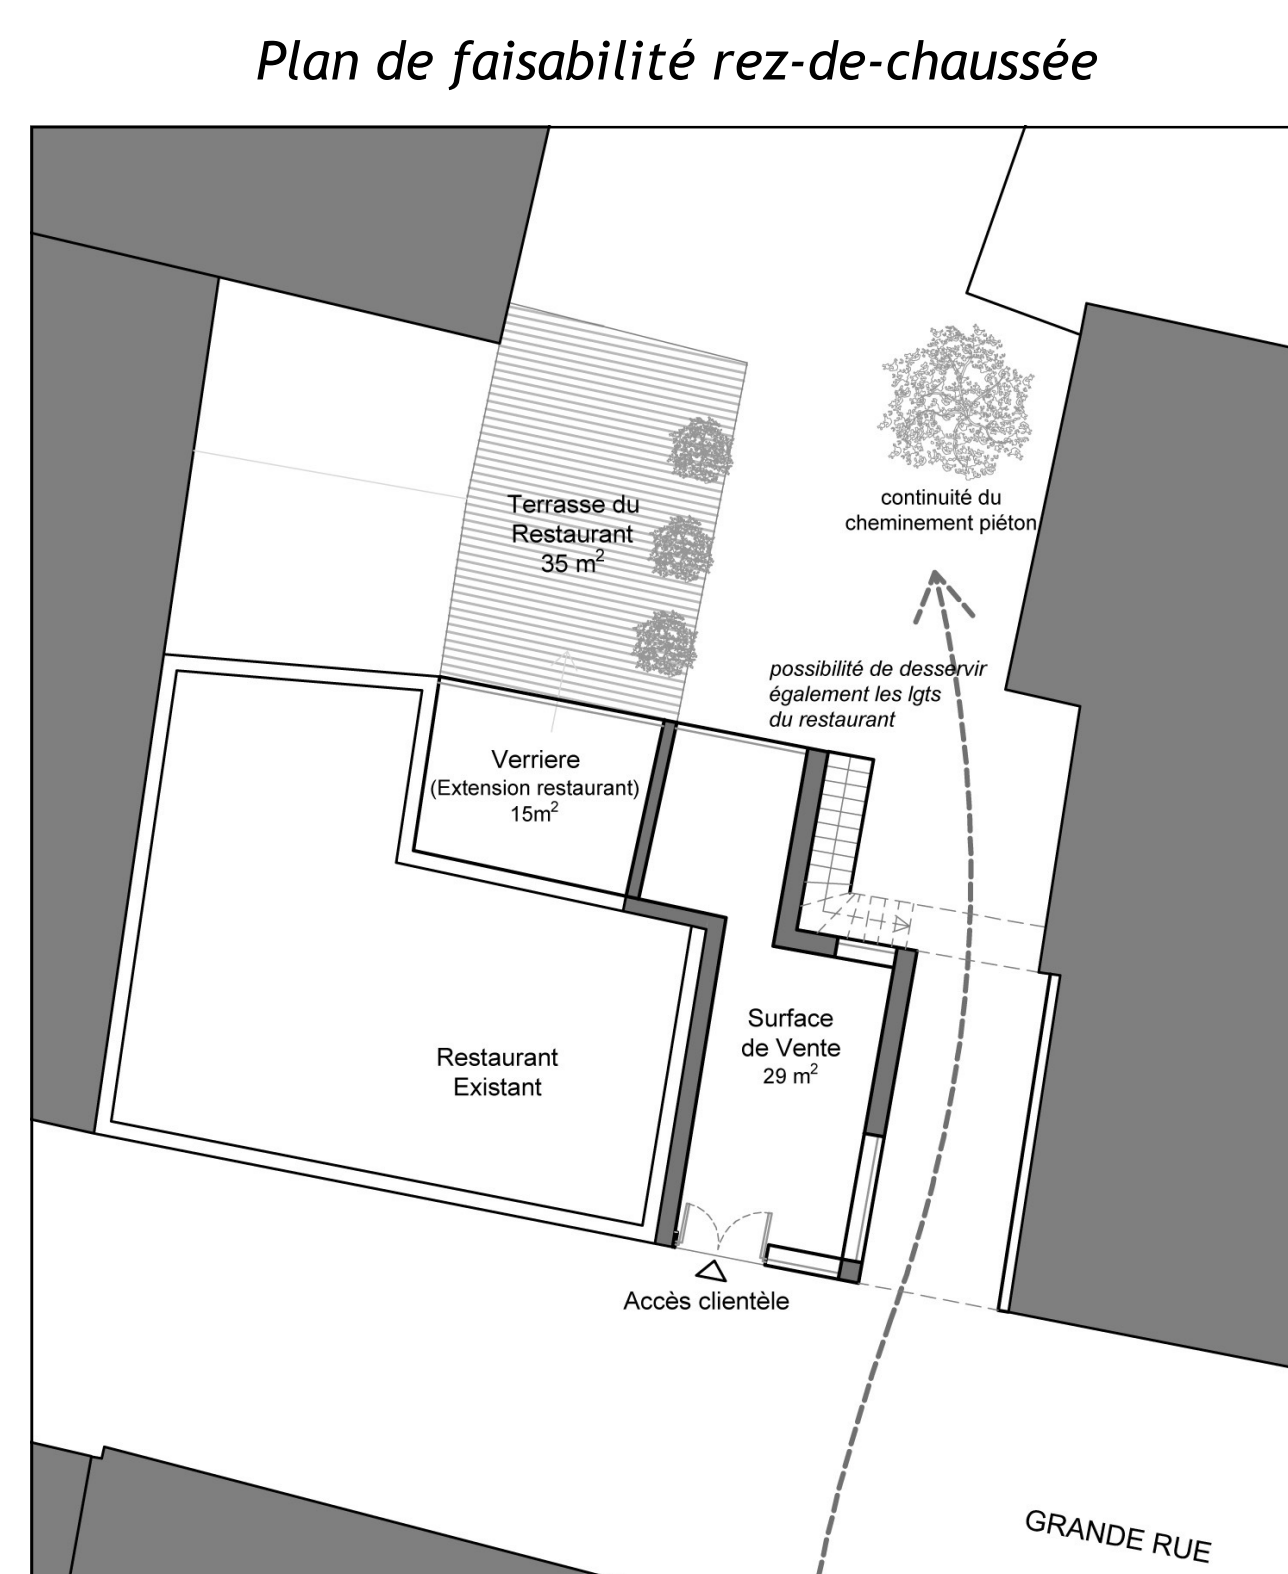 Plan de faisabilité rez-de-chaussée
continuité du
cheminement piéton
Terrasse du
Restaurant
35 m²
possibilité de desservir
également les lgts
du restaurant
Verriere
(Extension restaurant)
15m²
Surface
de Vente
29 m²
Restaurant
Existant
Accès clientèle
GRANDE RUE